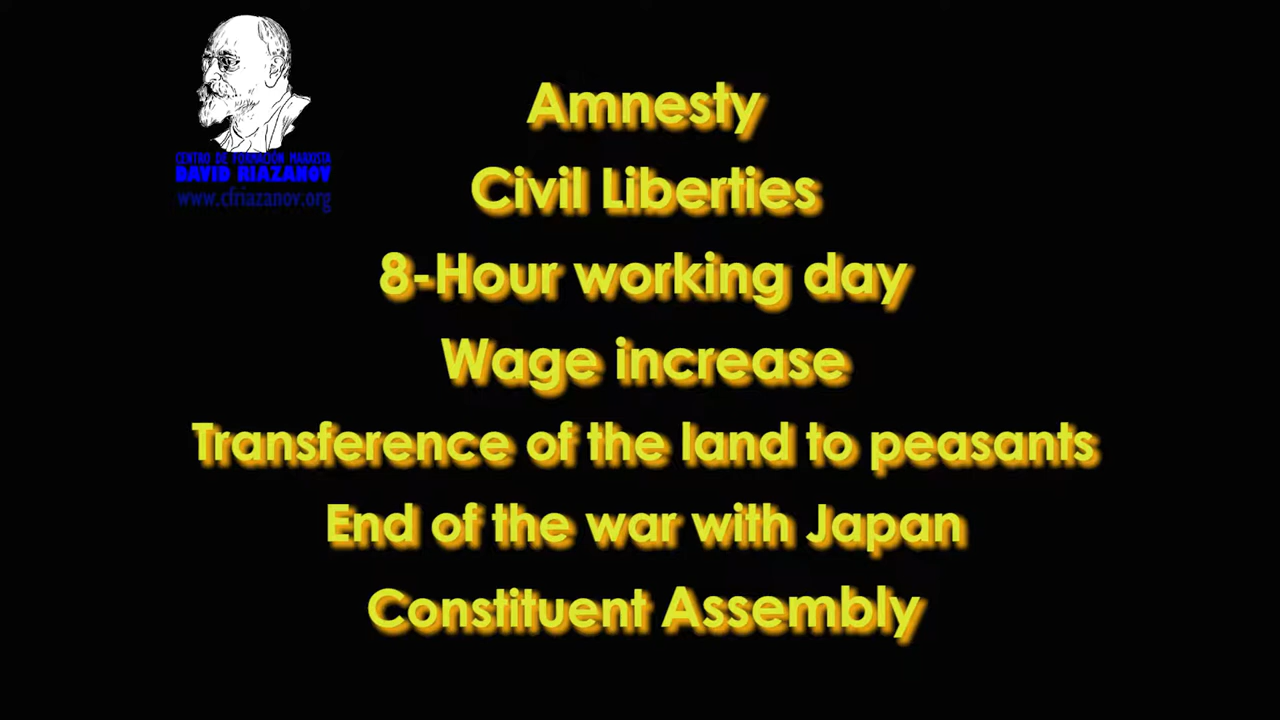 CENTRO DE FORMACIÓN MARXISTA
DAVID RIAZANOV
www.cfriazanov.org
Amnesty
Civil Liberties
8-Hour working day
Wage increase
Transference of the land to peasants
End of the war with Japan
Constituent Assembly